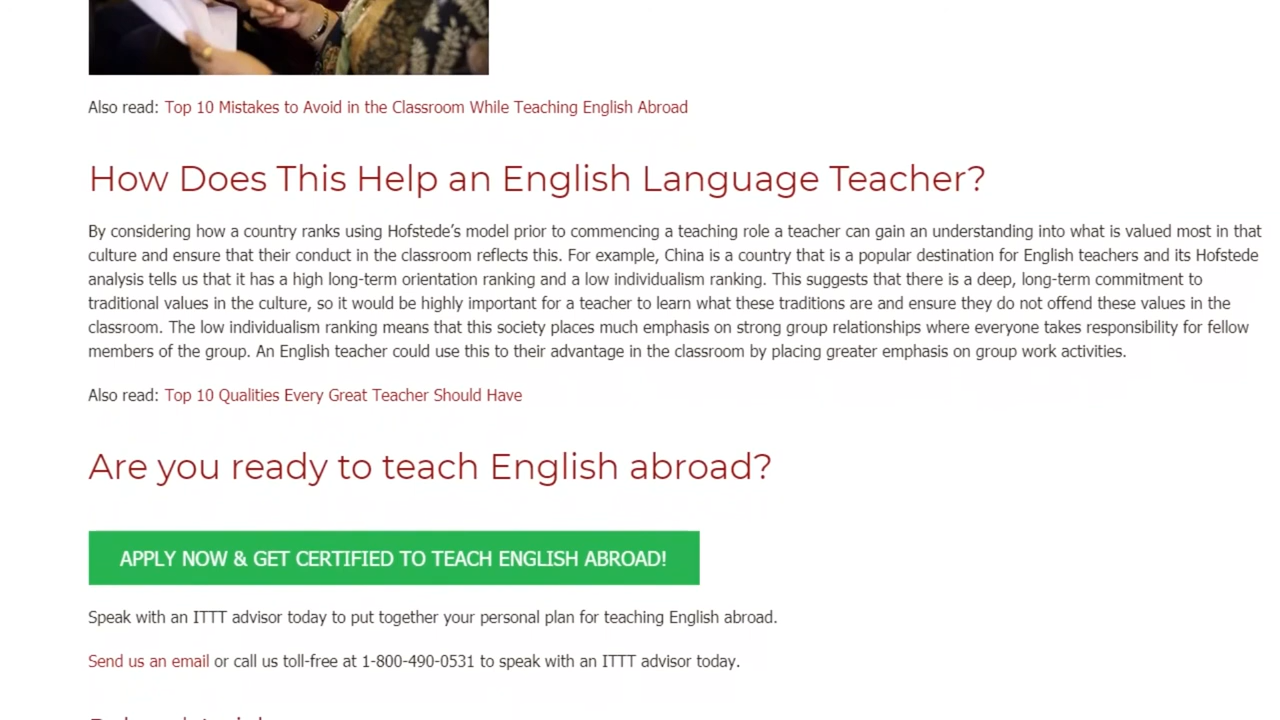 Also read: Top 10 Mistakes to Avoid in the Classroom While Teaching English Abroad
How Does This Help an English Language Teacher?
By considering how a country ranks using Hofstede’s model prior to commencing a teaching role a teacher can gain an understanding into what is valued most in that
culture and ensure that their conduct in the classroom reflects this. For example, China is a country that is a popular destination for English teachers and its Hofstede
analysis tells us that it has a high long-term orientation ranking and a low individualism ranking. This suggests that there is a deep, long-term commitment to
traditional values in the culture, so it would be highly important for a teacher to learn what these traditions are and ensure they do not offend these values in the
classroom. The low individualism ranking means that this society places much emphasis on strong group relationships where everyone takes responsibility for fellow
members of the group. An English teacher could use this to their advantage in the classroom by placing greater emphasis on group work activities.
Also read: Top 10 Qualities Every Great Teacher Should Have
Are you ready to teach English abroad?
APPLY NOW & GET CERTIFIED TO TEACH ENGLISH ABROAD!
Speak with an ITTT advisor today to put together your personal plan for teaching English abroad.
Send us an email or call us toll-free at 1-800-490-0531 to speak with an ITTT advisor today.